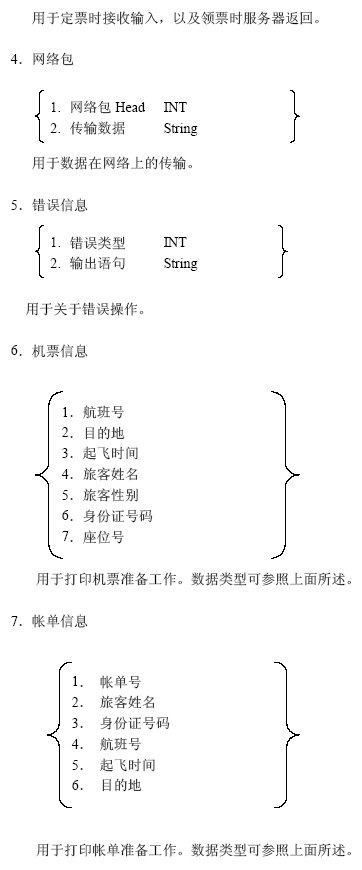 用于定票时接收输入，以及领票时服务器返回。
4．网络包
1. 网络包 Head INT
2. 传输数据 String
用于数据在网络上的传输。
5．错误信息
1. 错误类型 INT
2. 输出语句 String
用于关于错误操作。
6．机票信息
1．航班号
2．目的地
3．起飞时间
4．旅客姓名
5．旅客性别
6．身份证号码
7．座位号
用于打印机票准备工作。数据类型可参照上面所述。
7．帐单信息
1． 帐单号
2． 旅客姓名
3． 身份证号码
4． 航班号
5． 起飞时间
6． 目的地
用于打印帐单准备工作。数据类型可参照上面所述。